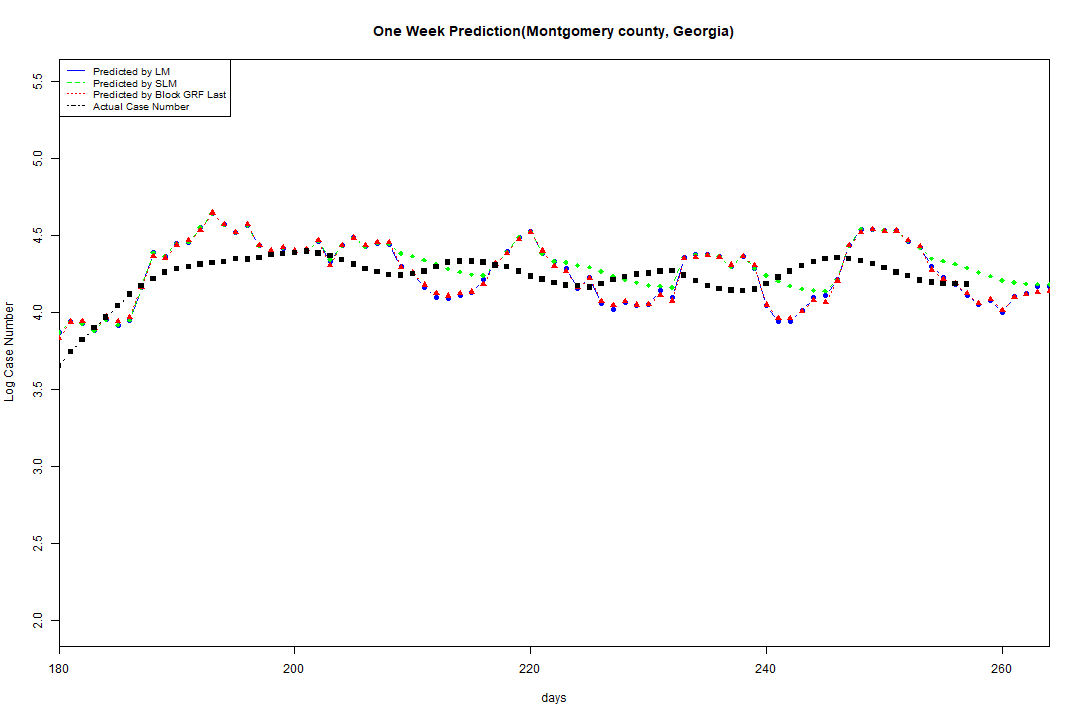 One Week Prediction(Montgomery county, Georgia)
Predicted by LM
Predicted by SLM
Predicted by Block GRF Last
Actual Case Number
5.5
5.0
4.5
4.0
3.5
3.0
2.5
2.0
Log Case Number
180
200
220
240
260
days